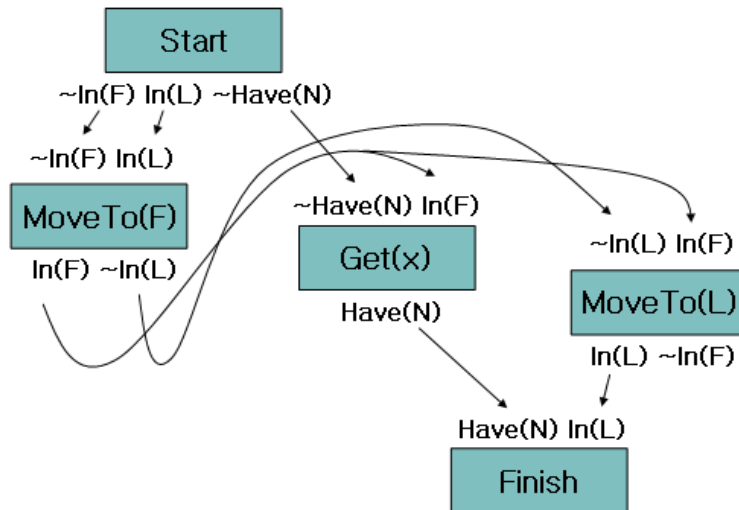 Start
~In(F) In(L) ~Have(N)
~In(F) In(L)
MoveTo(F)
In(F) ~In(L)
~Have(N) In(F)
Get(x)
Have(N)
~In(L) In(F)
MoveTo(L)
In(L) ~In(F)
Have(N) In(L)
Finish